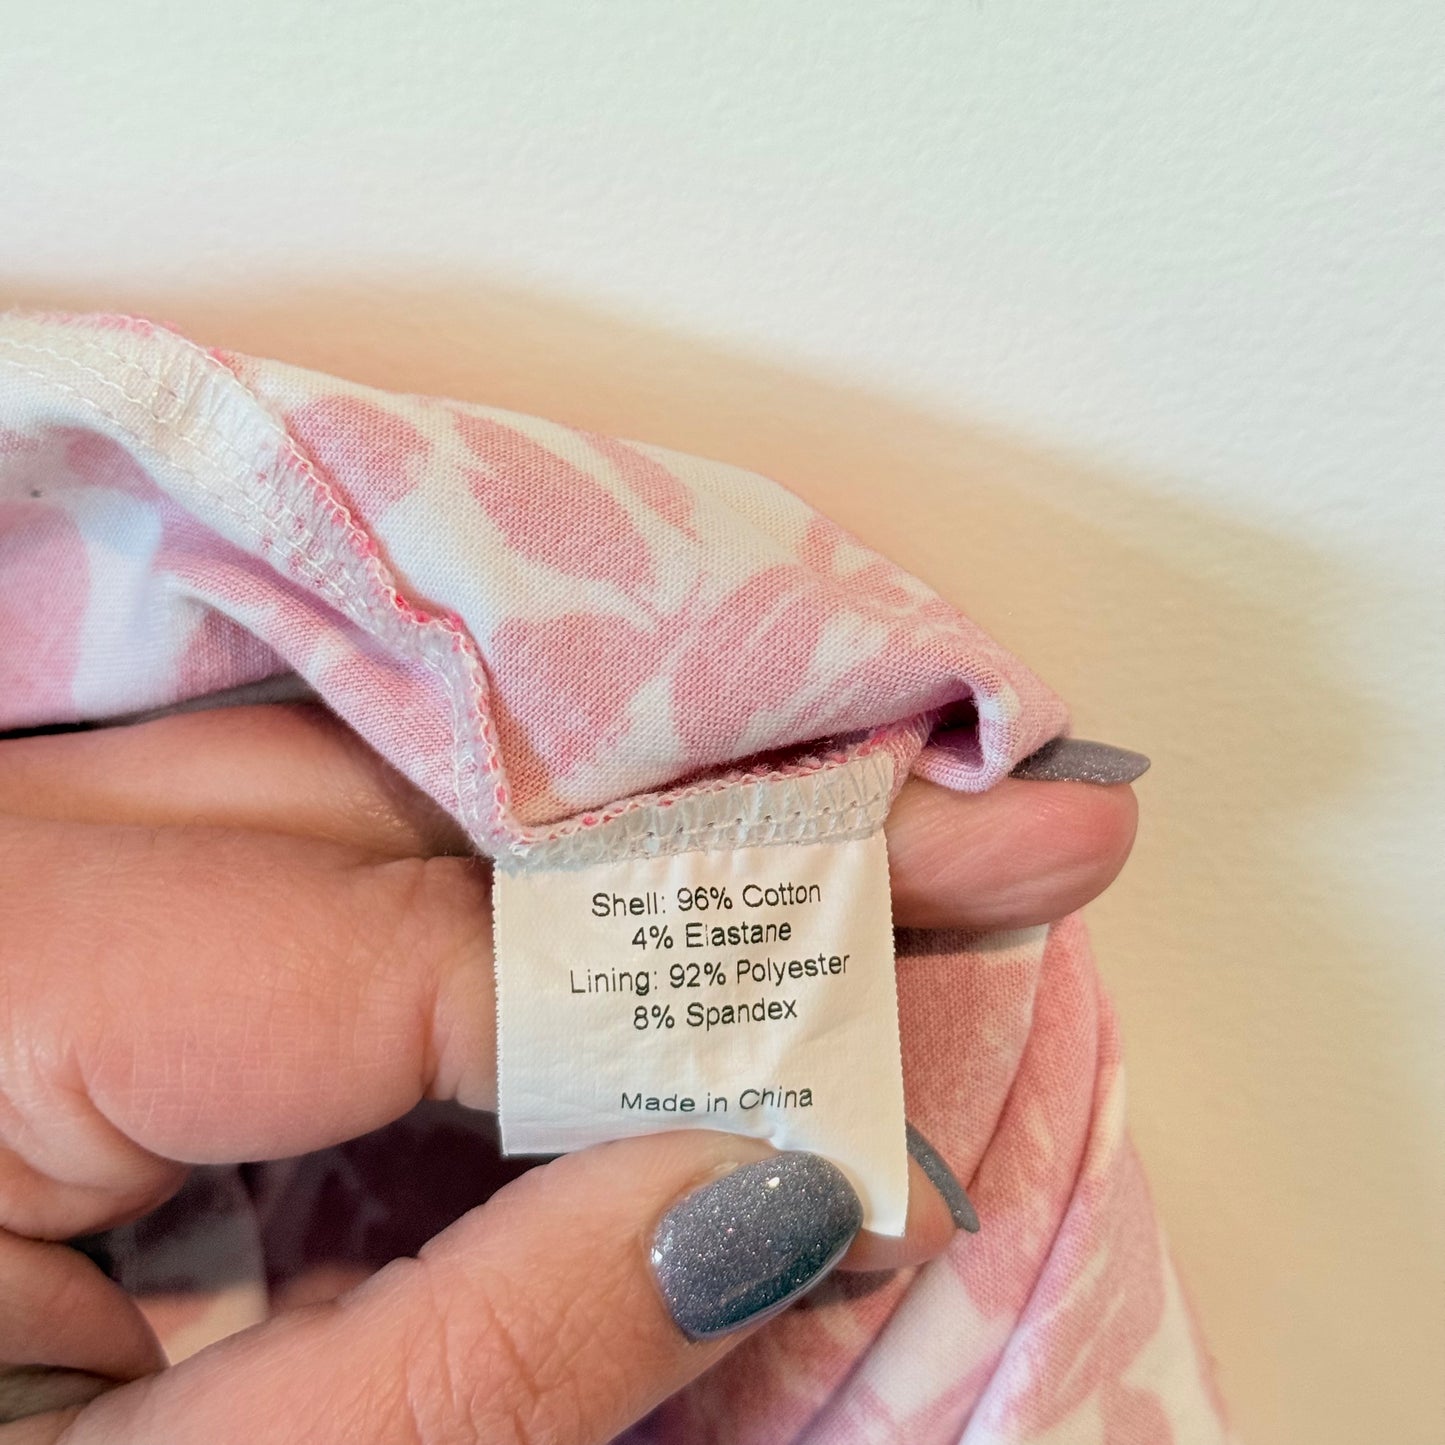 Shell: 96% Cotton
4% Elastane
Lining: 92% Polyester
8% Spandex
Made in China